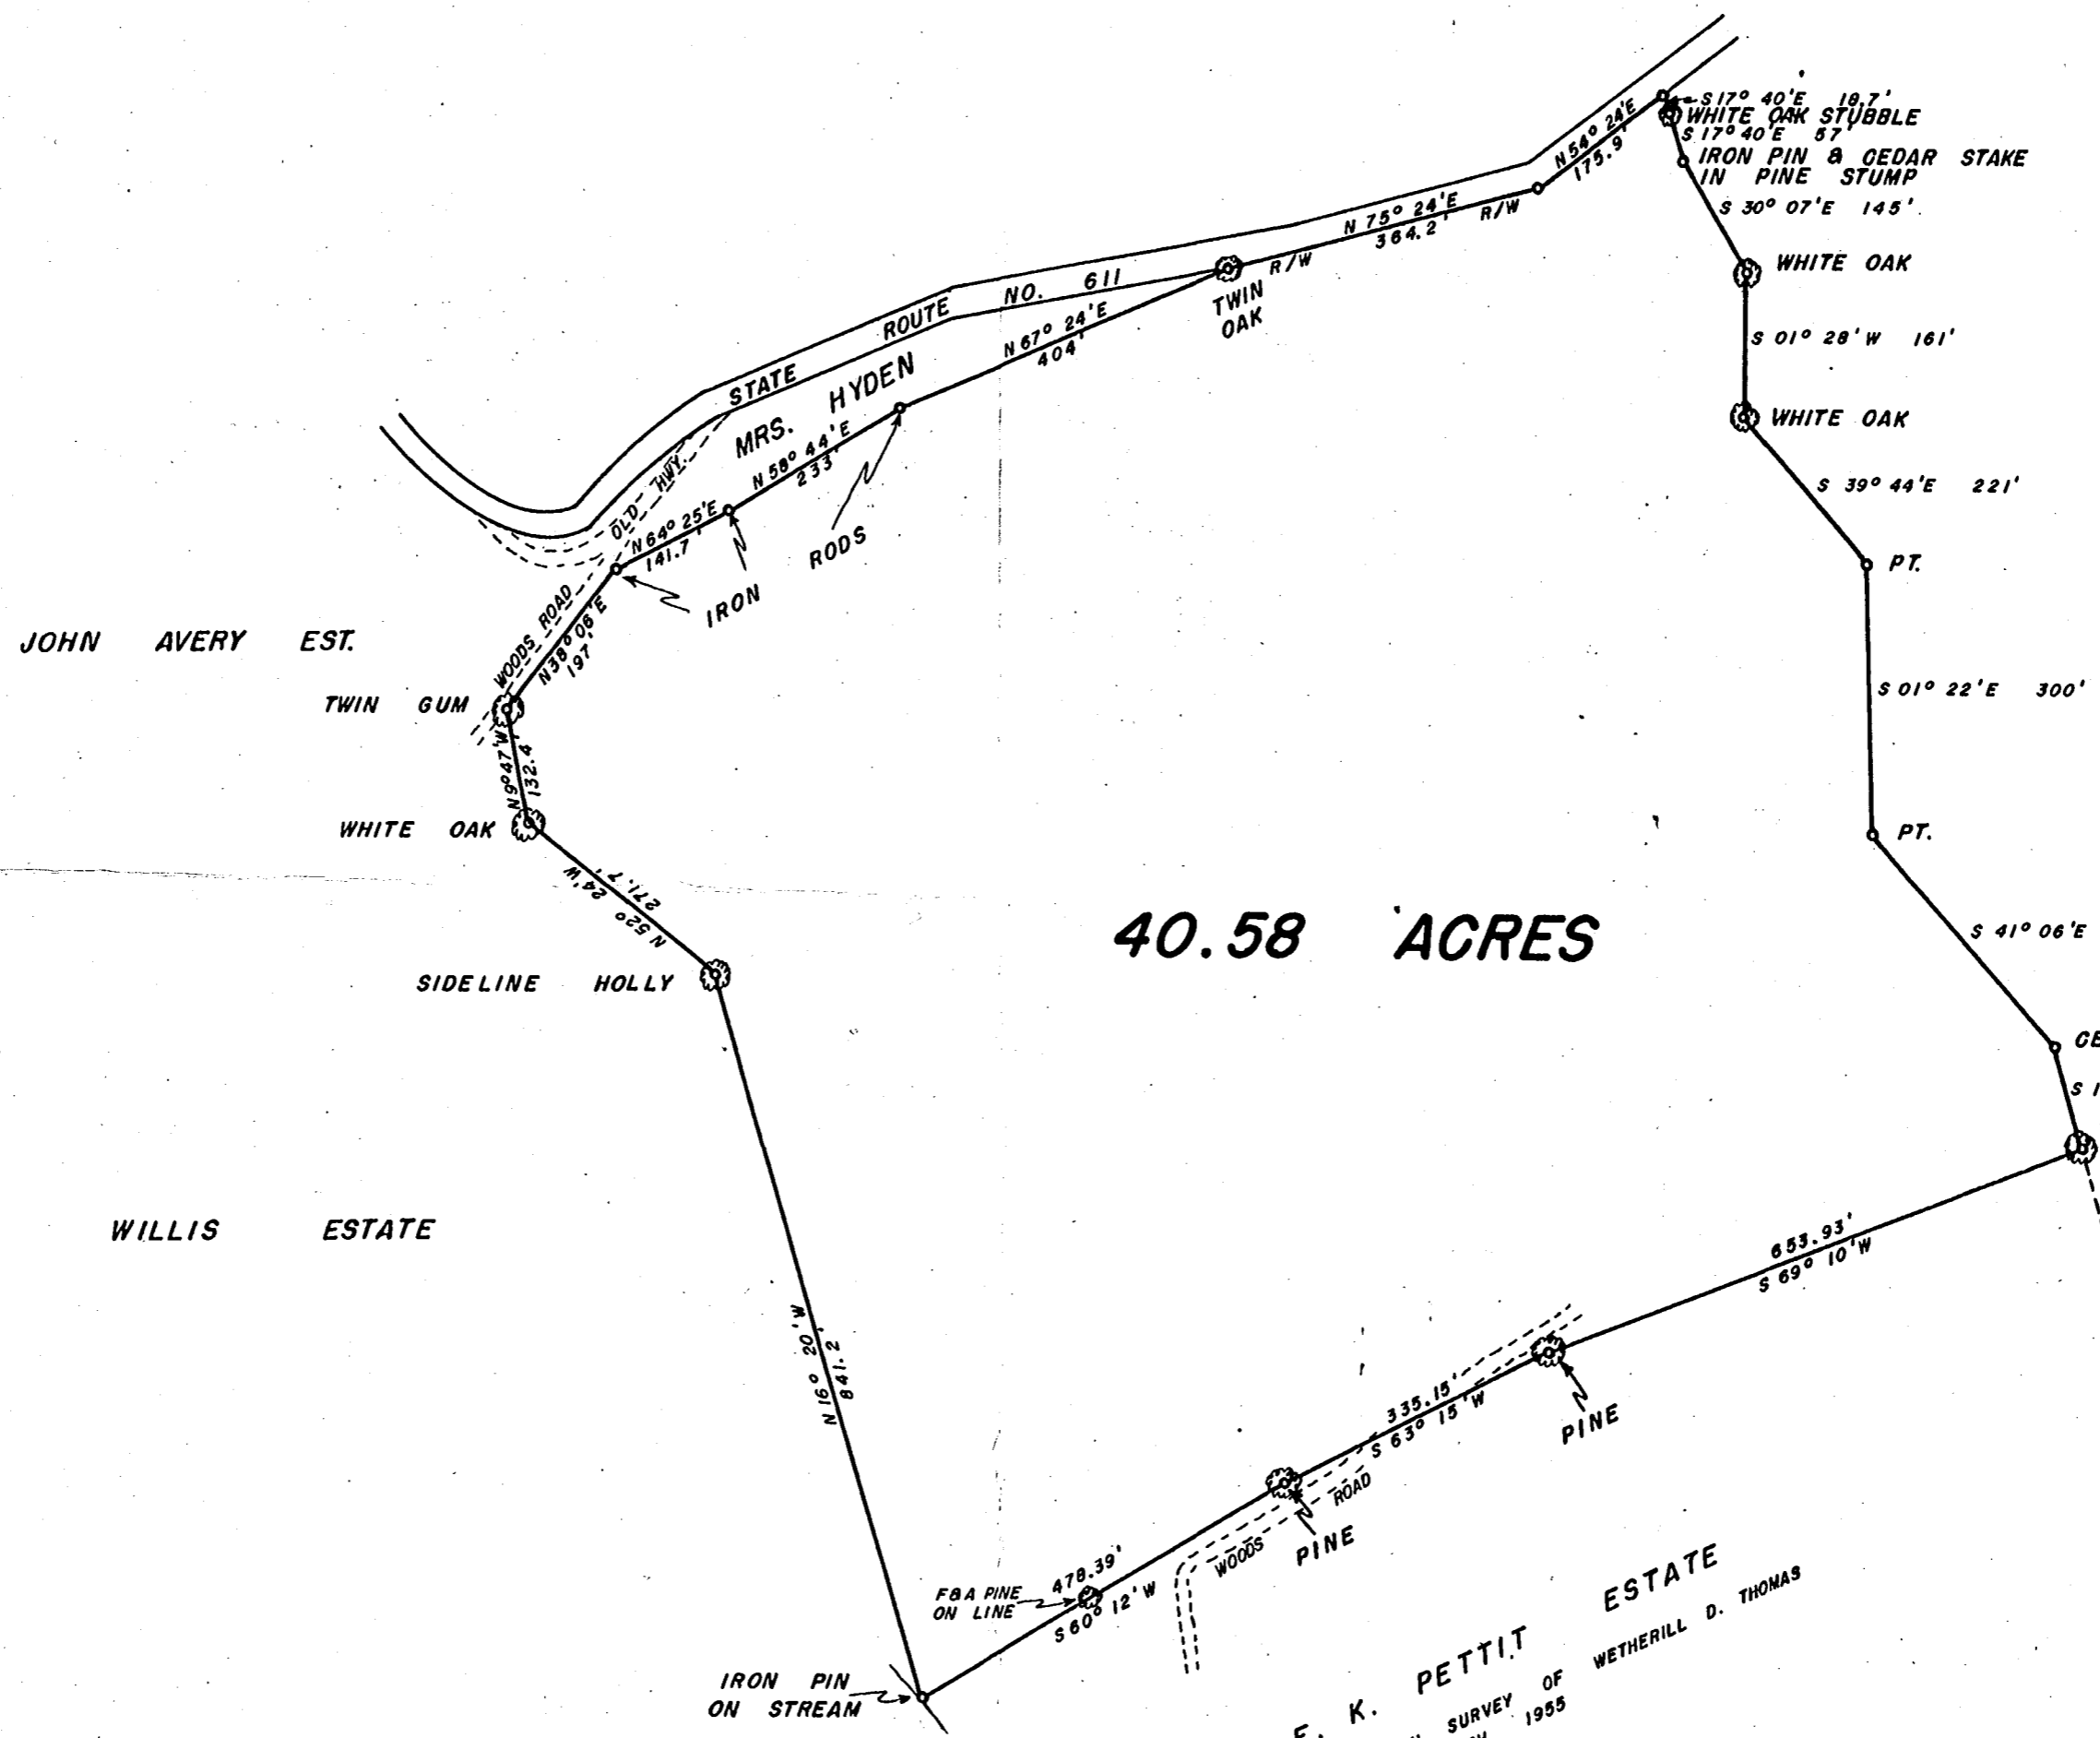 S 17° 40'E 18.7'
WHITE OAK STUBBLE
S 17° 40'E 57'
IRON PIN & CEDAR STAKE
IN PINE STUMP
S 30° 07'E 145'
WHITE OAK
S 01° 28'W 161'
WHITE OAK
S 39° 44'E 221'
PT.
S 01° 22'E 300'
PT.
S 41° 06'E
N 54° 24'E
175.9'
N 75° 24'E R/W
364.2'
R/W
TWIN
OAK
STATE ROUTE NO. 611
N 67° 24'E
404'
MRS. HYDEN
N 58° 44'E
233'
RODS
OLD HWY.
N 64° 25'E
141.7'
IRON
WOODS ROAD
N 38° 08'E
197'
JOHN AVERY EST.
TWIN GUM
N 9° 47'W
132.4'
WHITE OAK
N 52° 24'W
271.7'
SIDELINE HOLLY
40.58 ACRES
WILLIS ESTATE
N 16° 20'W
841.2'
653.93'
S 69° 10'W
335.15'
S 63° 15'W
PINE
WOODS ROAD
PINE
478.39'
S 60° 12'W
F&A PINE
ON LINE
IRON PIN
ON STREAM
K. PETTIT ESTATE
SURVEY OF WETHERILL D. THOMAS
1955